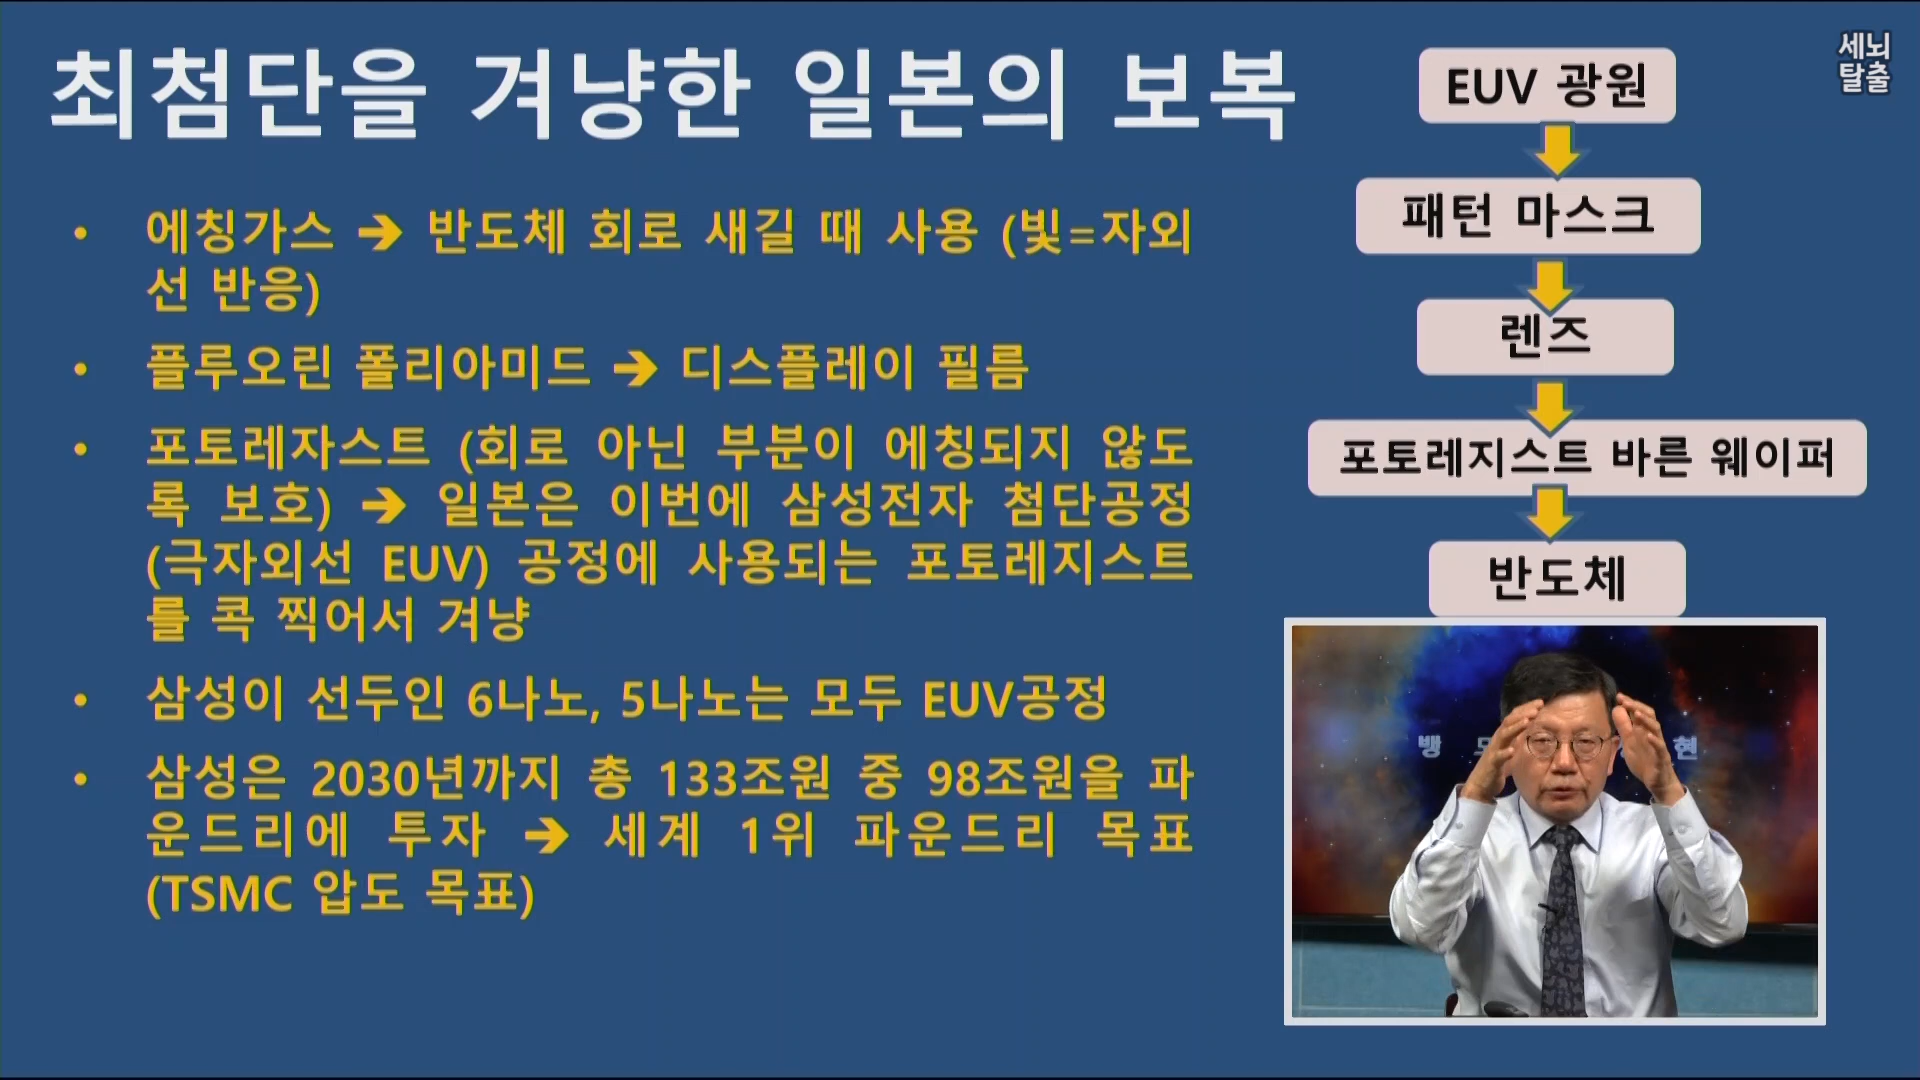 최첨단을 겨냥한 일본의 보복
• 에칭가스 ➔ 반도체 회로 새길 때 사용 (빛=자외
선 반응)
• 플루오린 폴리아미드 ➔ 디스플레이 필름
• 포토레자스트 (회로 아닌 부분이 에칭되지 않도
록 보호) ➔ 일본은 이번에 삼성전자 첨단공정
(극자외선 EUV) 공정에 사용되는 포토레지스트
를 콕 찍어서 겨냥
• 삼성이 선두인 6나노, 5나노는 모두 EUV공정
• 삼성은 2030년까지 총 133조원 중 98조원을 파
운드리에 투자 ➔ 세계 1위 파운드리 목표
(TSMC 압도 목표)
EUV 광원
패턴 마스크
렌즈
포토레지스트 바른 웨이퍼
반도체
세뇌
탈출
뱅모 현